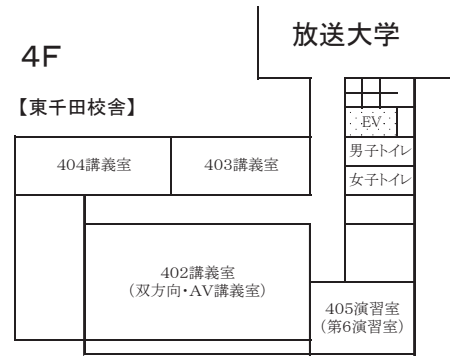 放送大学
4F
【東千田校舎】
EV
男子トイレ
404講義室
403講義室
女子トイレ
402講義室
(双方向・AV講義室)
405演習室
(第6演習室)